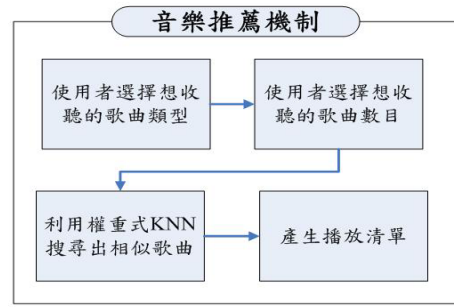 音樂推薦機制
使用者選擇想收
聽的歌曲類型
使用者選擇想收
聽的歌曲數目
利用權重式KNN
搜尋出相似歌曲
產生播放清單